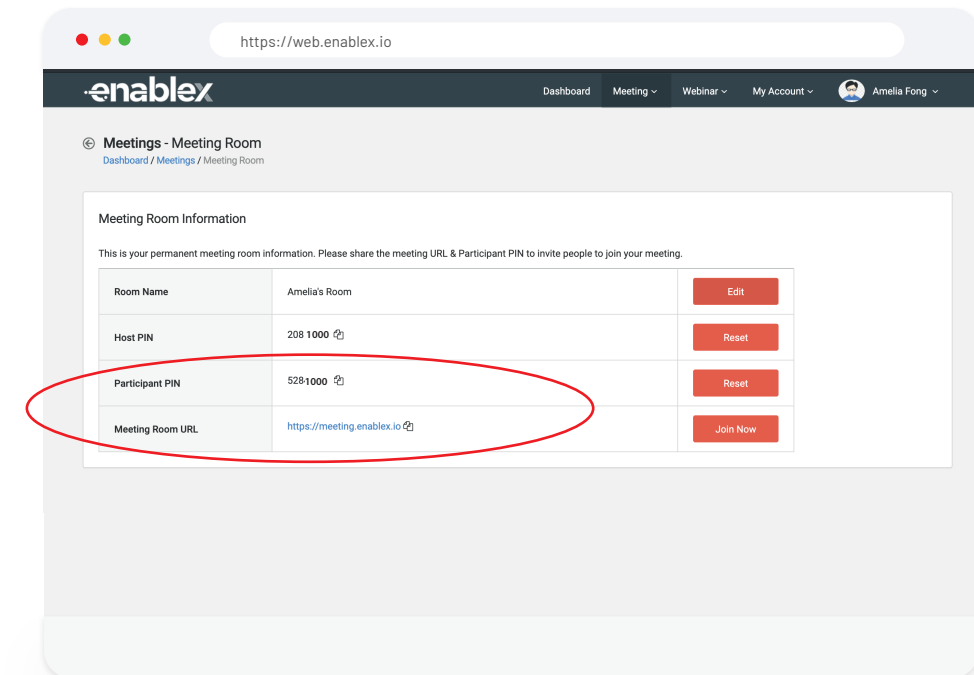 https://web.enablex.io
enablex
Dashboard Meeting Webinar My Account Amelia Fong
Meetings - Meeting Room
Dashboard / Meetings / Meeting Room
Meeting Room Information
This is your permanent meeting room information. Please share the meeting URL & Participant PIN to invite people to join your meeting.
Room Name Amelia's Room Edit
Host PIN 208 1000 Reset
Participant PIN 528 1000 Reset
Meeting Room URL https://meeting.enablex.io Join Now